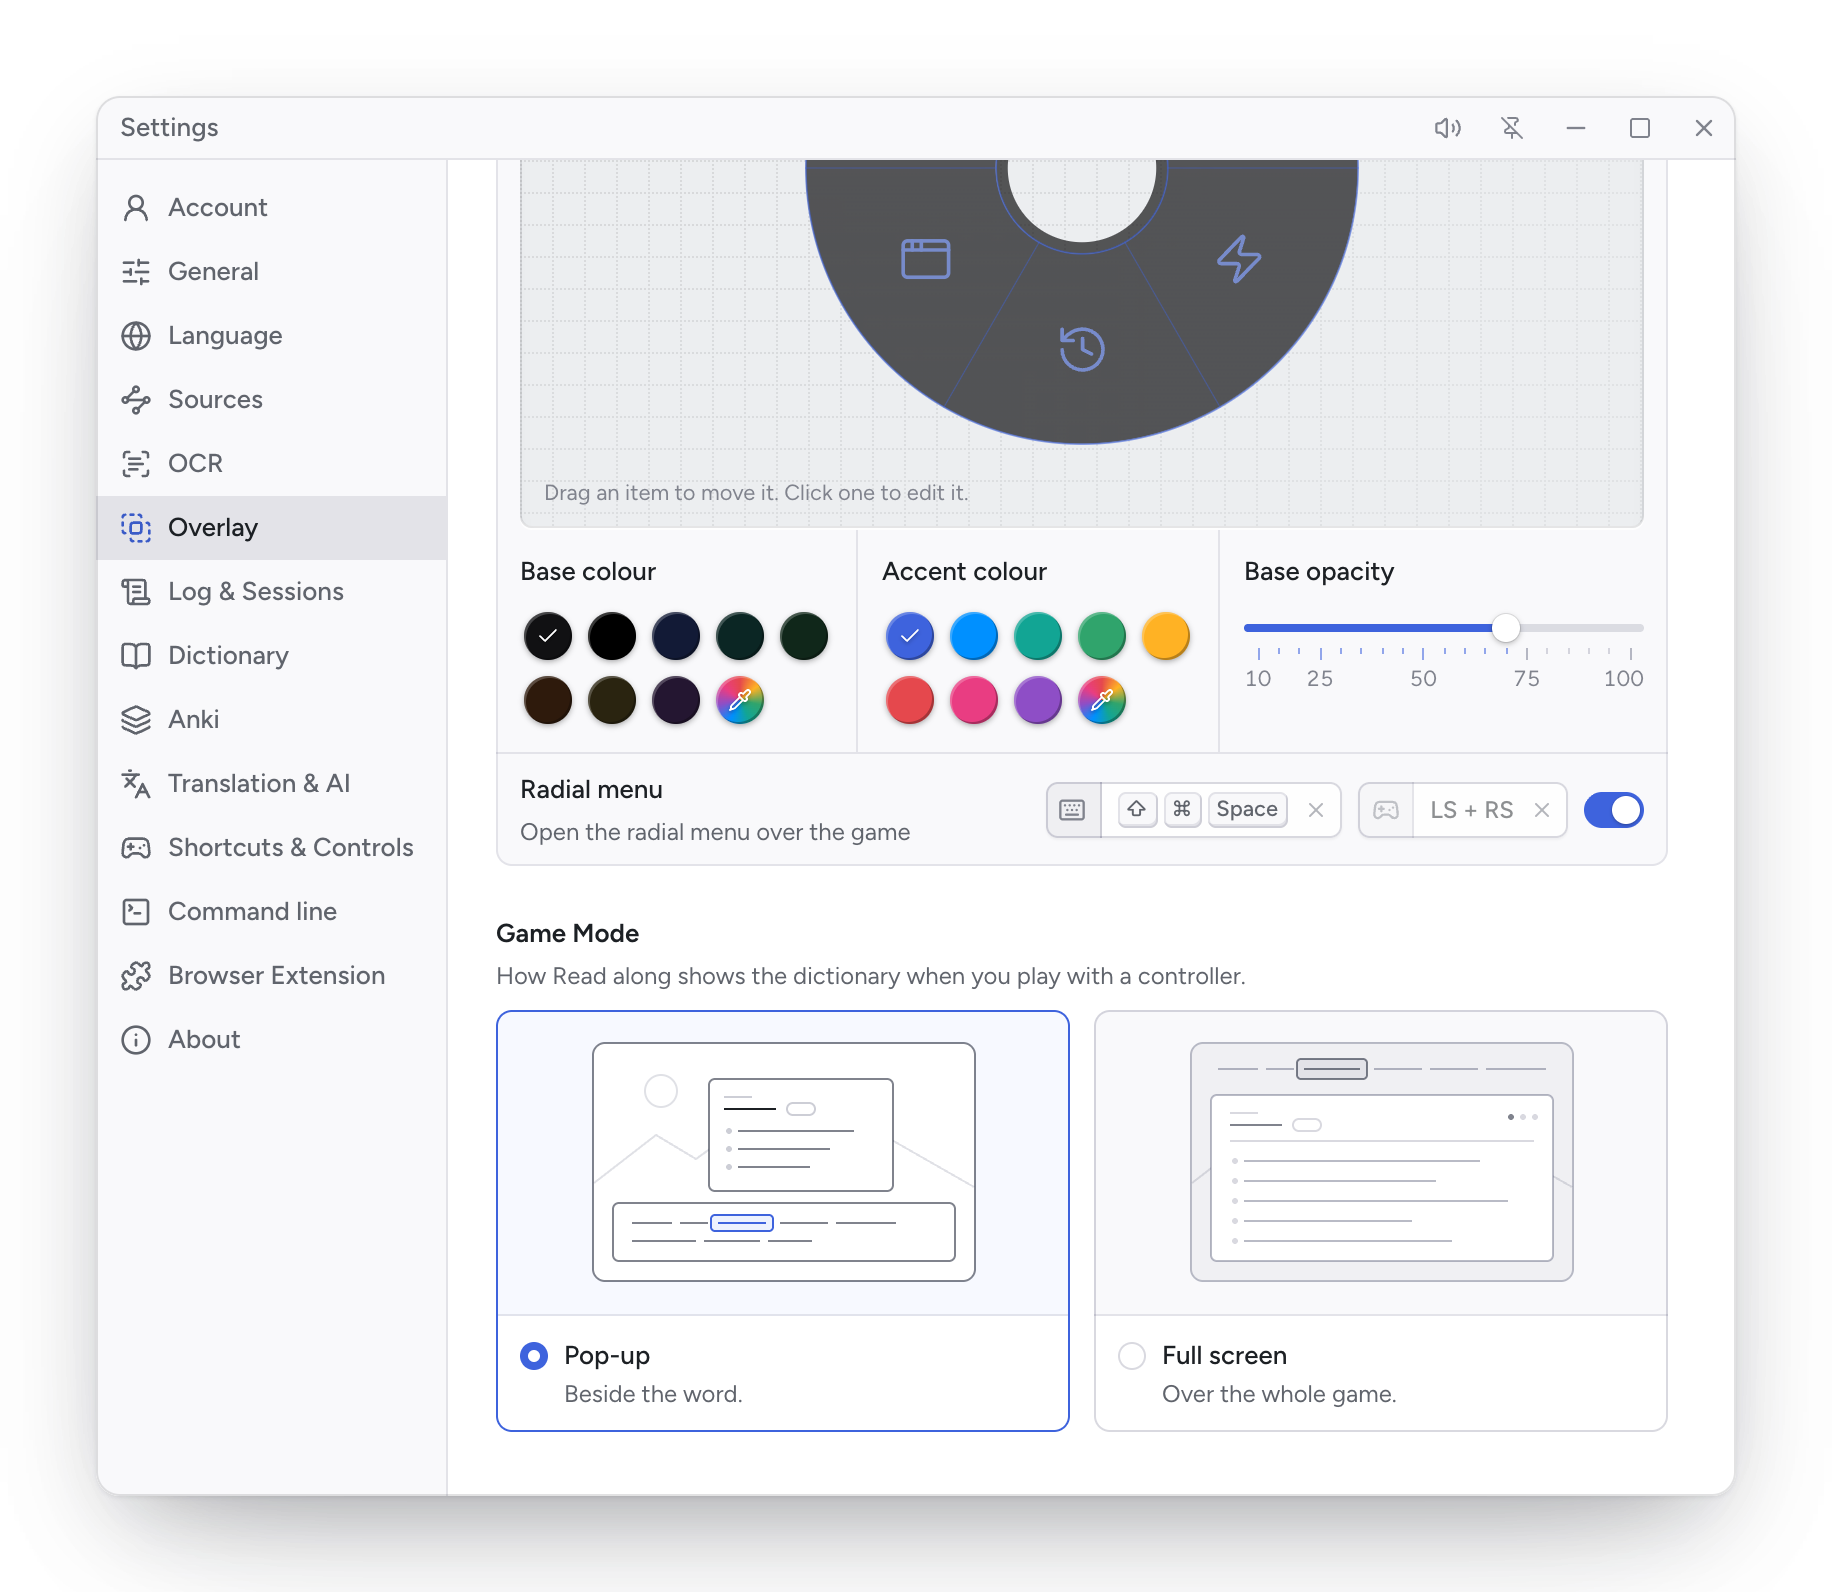 Settings
Account
General
Language
Sources
OCR
Overlay
Log & Sessions
Dictionary
Anki
Translation & AI
Shortcuts & Controls
Command line
Browser Extension
About
Drag an item to move it. Click one to edit it.
Base colour
Accent colour
Base opacity
10 25 50 75 100
Radial menu
Open the radial menu over the game
⌘ Space
LS + RS
Game Mode
How Read along shows the dictionary when you play with a controller.
Pop-up
Beside the word.
Full screen
Over the whole game.